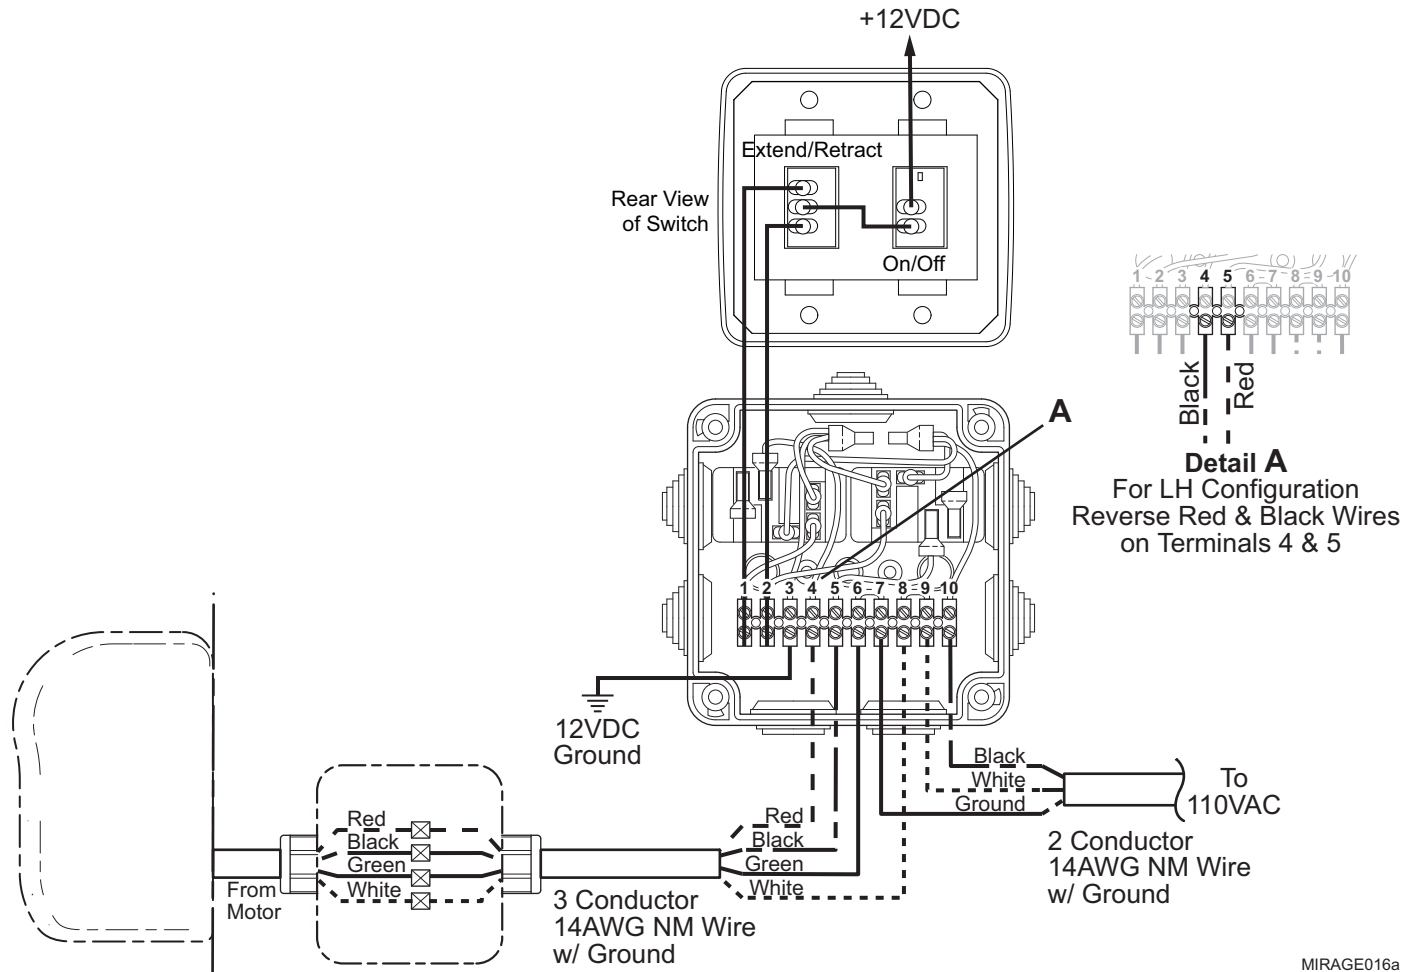 +12VDC
Extend/Retract
Rear View
of Switch
On/Off
1 2 3 4 5 6 7 8 9 10
Black
Red
Detail A
For LH Configuration
Reverse Red & Black Wires
on Terminals 4 & 5
A
1 2 3 4 5 6 7 8 9 10
12VDC
Ground
Black
White
Ground
To
110VAC
2 Conductor
14AWG NM Wire
w/ Ground
Red
Black
Green
White
From
Motor
Red
Black
Green
White
3 Conductor
14AWG NM Wire
w/ Ground
MIRAGE016a